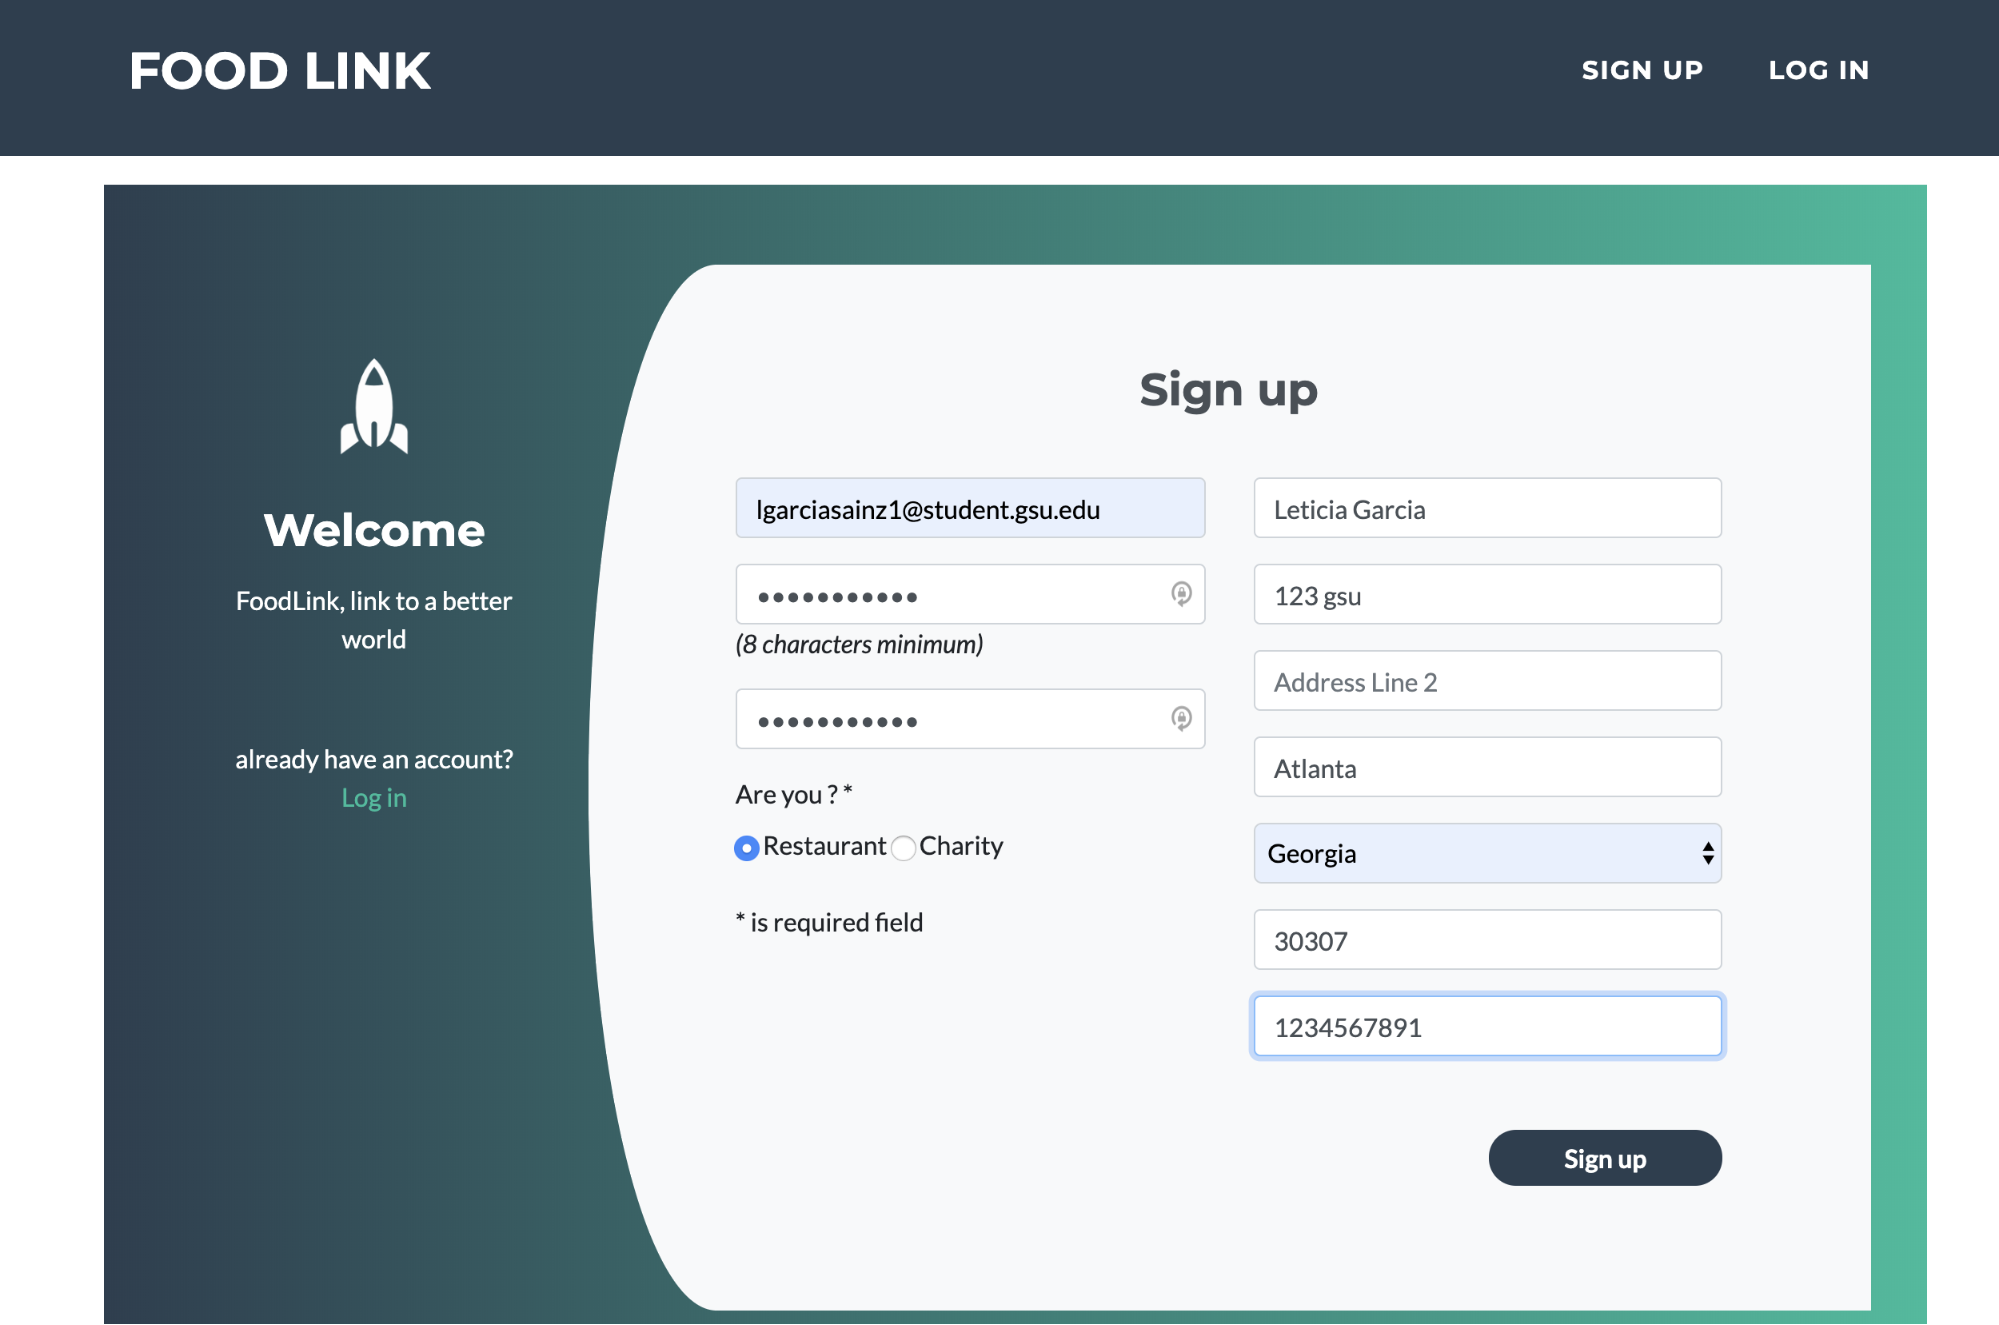 FOOD LINK
SIGN UP
LOG IN
Welcome
FoodLink, link to a better
world
already have an account?
Log in
Sign up
lgarciasainz1@student.gsu.edu
•••••••••••
(8 characters minimum)
•••••••••••
Are you ? *
Restaurant Charity
* is required field
Leticia Garcia
123 gsu
Address Line 2
Atlanta
Georgia
30307
1234567891
Sign up